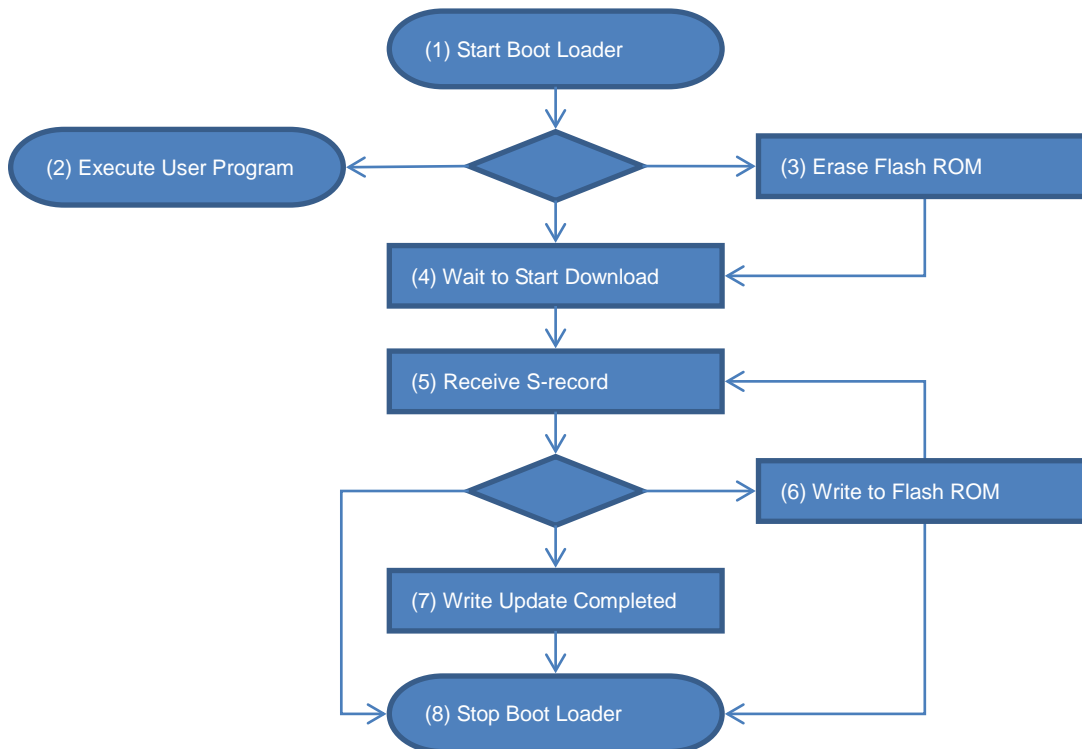 (1) Start Boot Loader
(2) Execute User Program
(3) Erase Flash ROM
(4) Wait to Start Download
(5) Receive S-record
(6) Write to Flash ROM
(7) Write Update Completed
(8) Stop Boot Loader